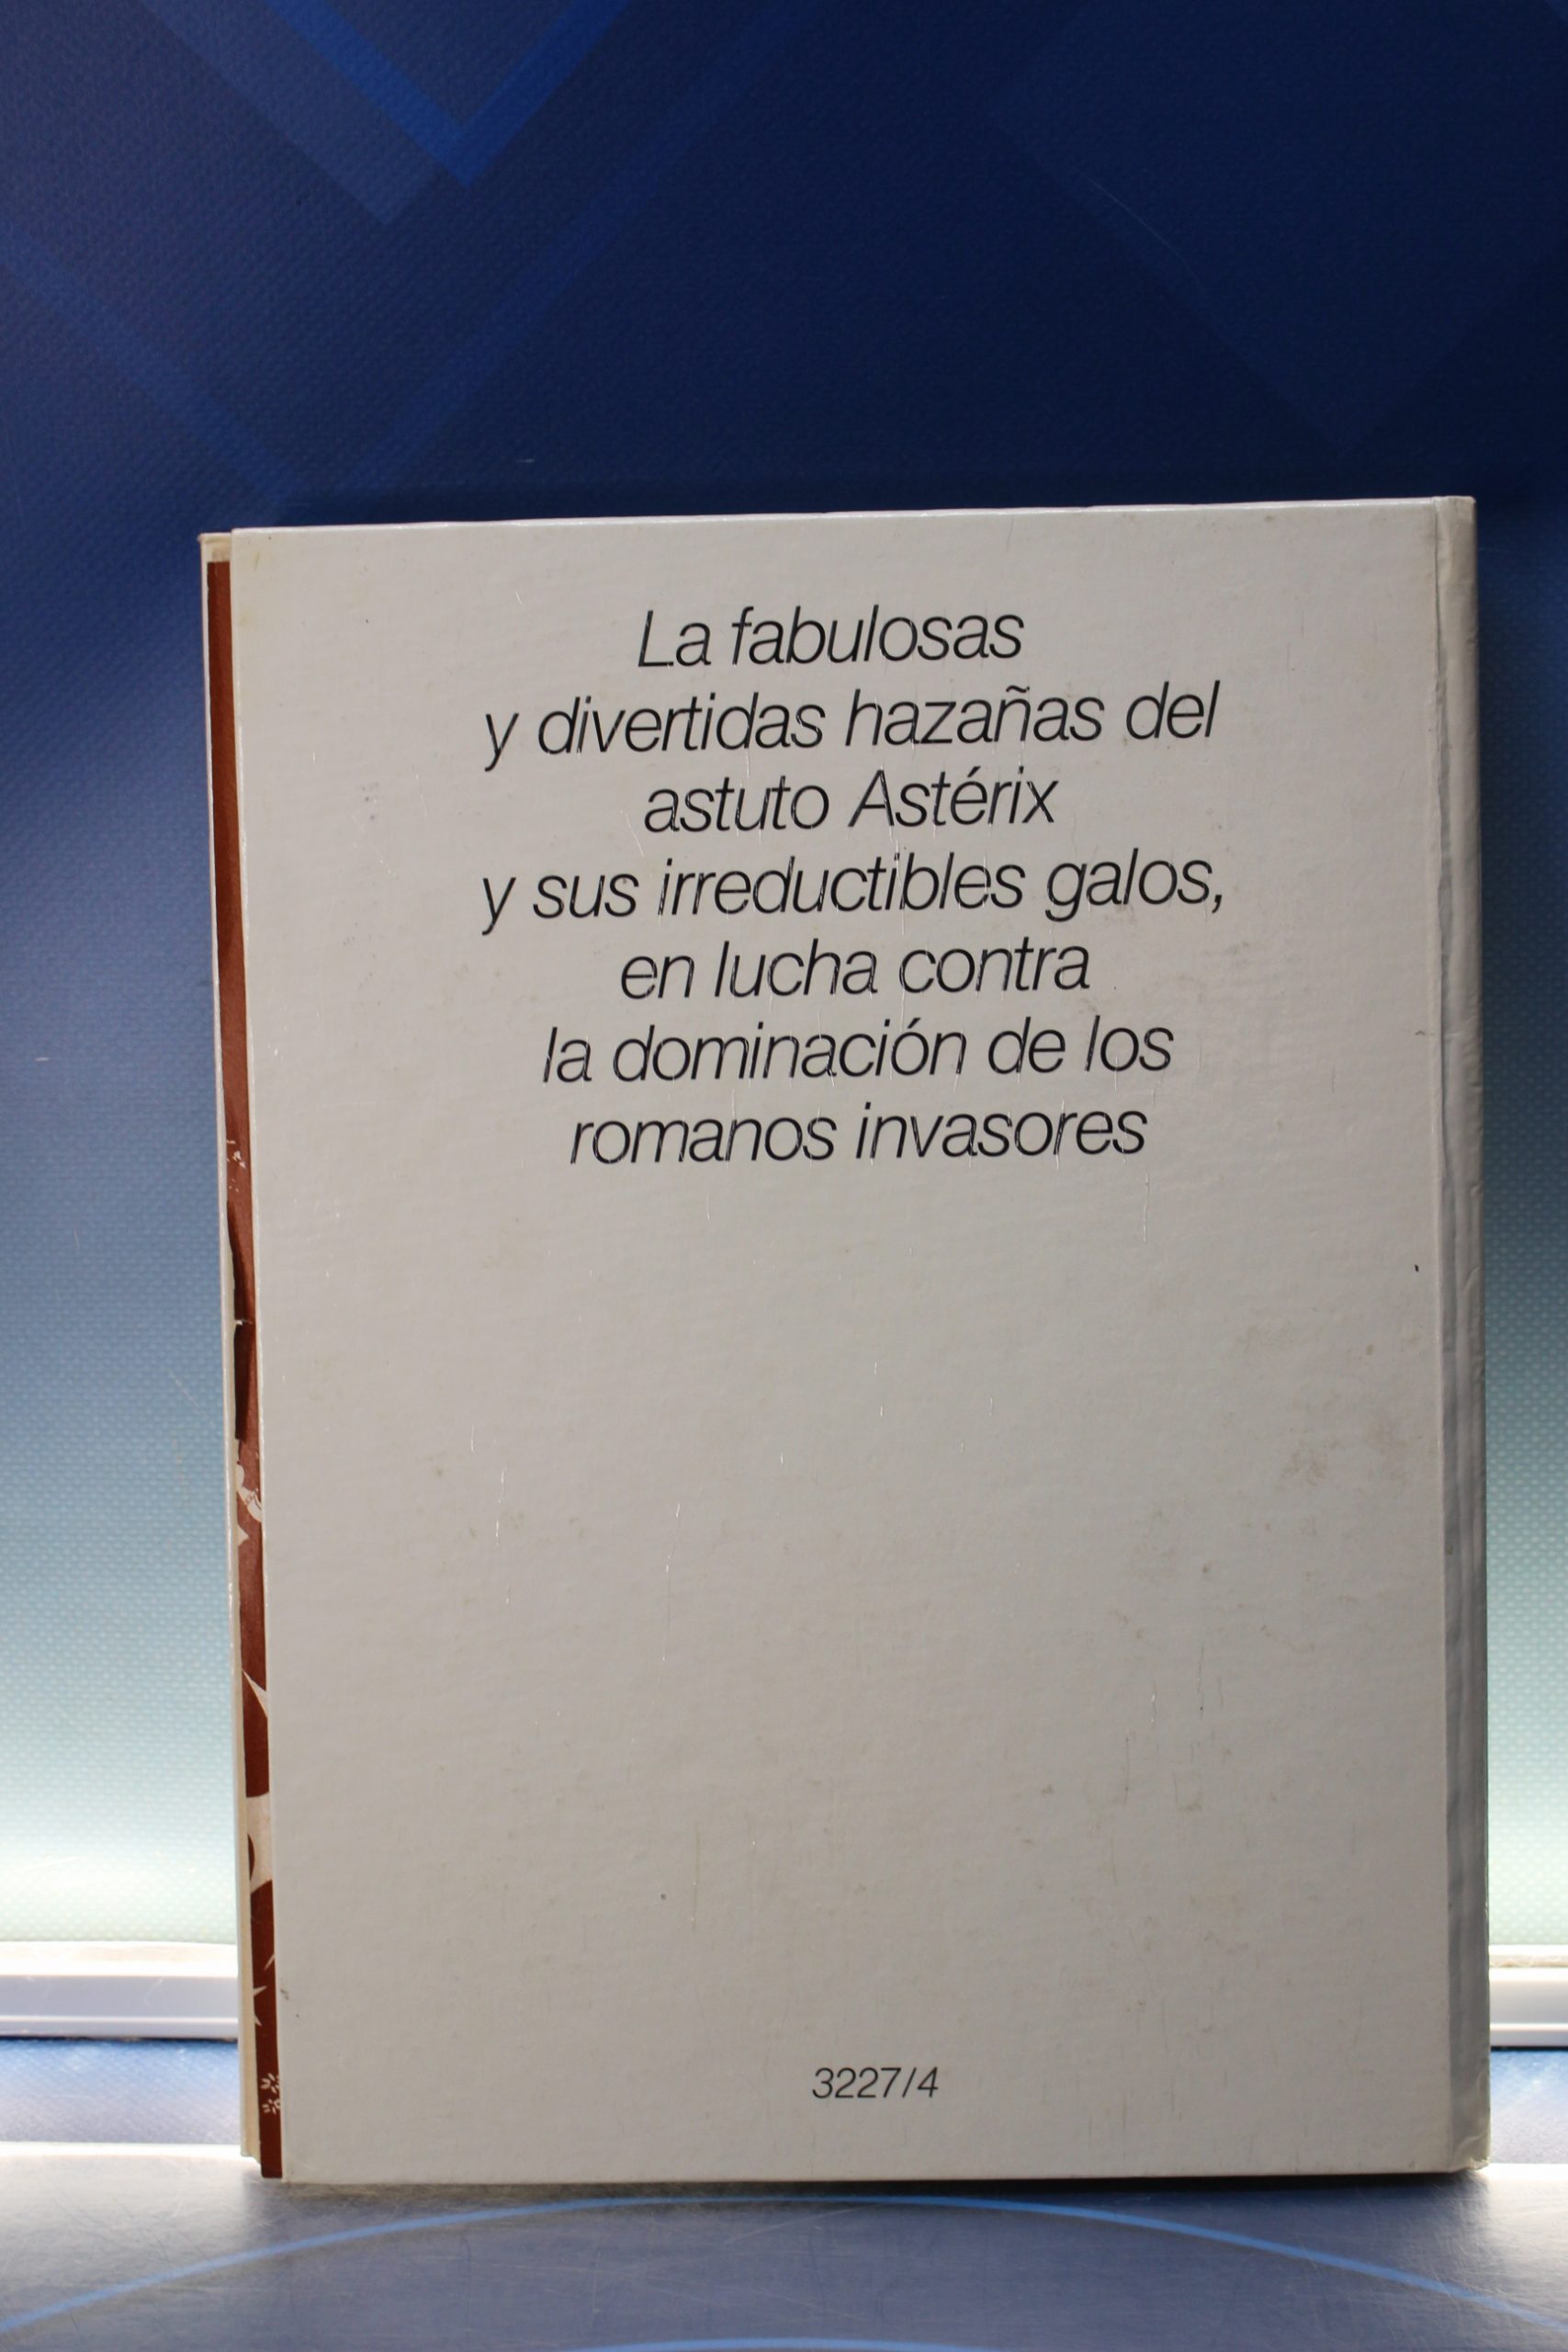 La fabulosas
y divertidas hazañas del
astuto Astérix
y sus irreductibles galos,
en lucha contra
la dominación de los
romanos invasores
3227/4